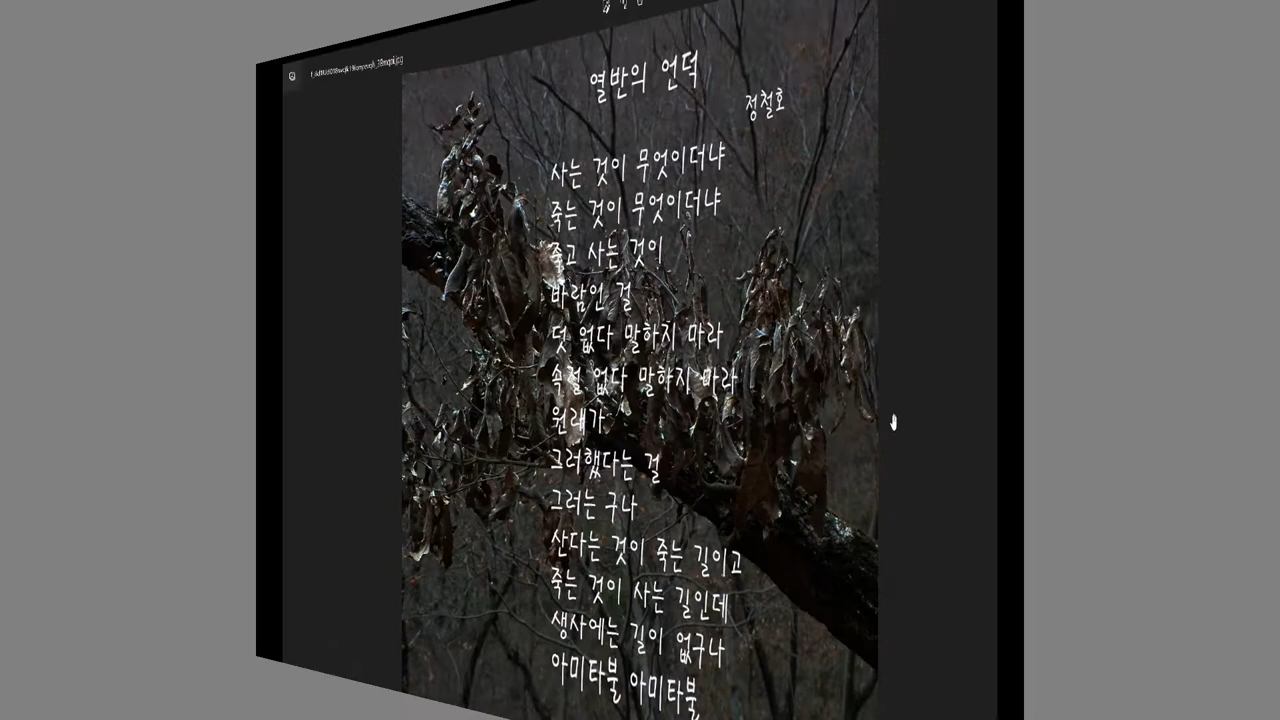 열반의 언덕
정철호
사는 것이 무엇이더냐
죽는 것이 무엇이더냐
죽고 사는 것이
바람인 걸
덧 없다 말하지 마라
속절 없다 말하지 마라
원래가
그러했다는 걸
그러는 구나
산다는 것이 죽는 길이고
죽는 것이 사는 길인데
생사에는 길이 없구나
아미타불 아미타불